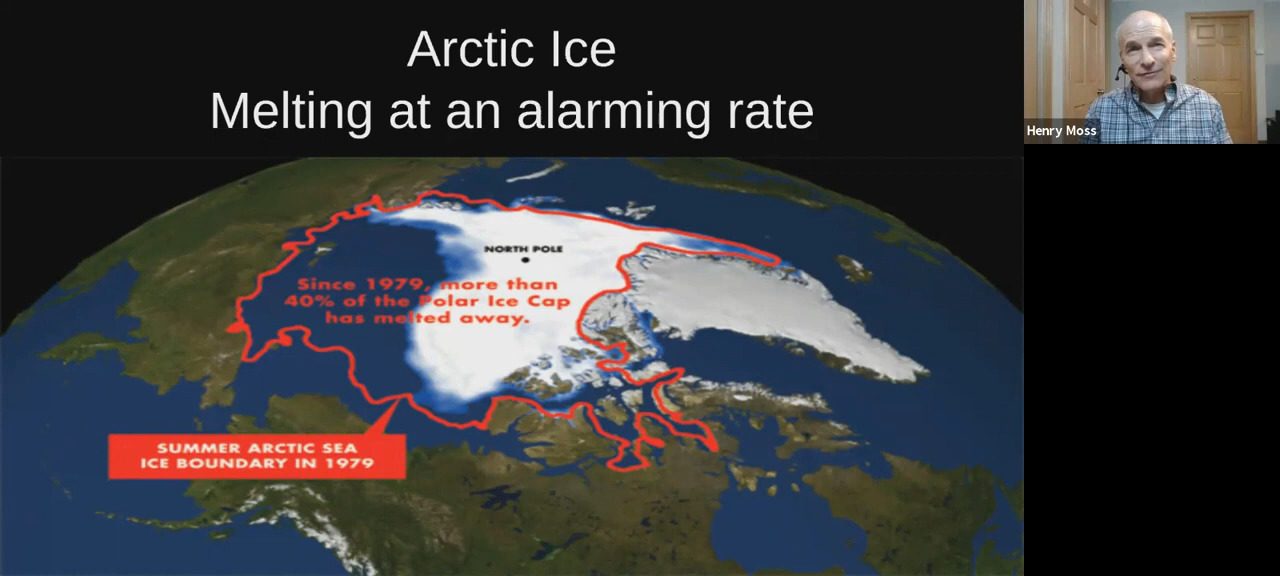 Arctic Ice
Melting at an alarming rate
Henry Moss
NORTH POLE
Since 1979, more than
40% of the Polar Ice Cap
has melted away.
SUMMER ARCTIC SEA
ICE BOUNDARY IN 1979